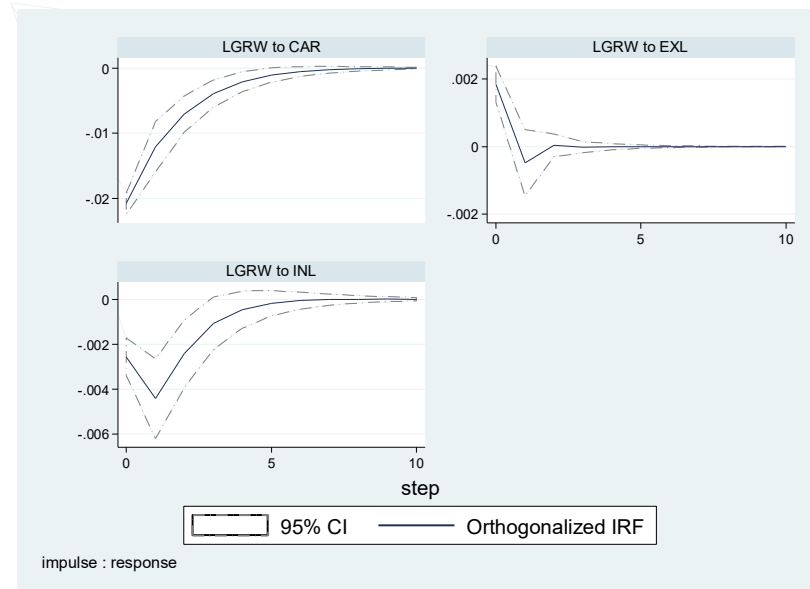 LGRW to CAR
0
-.01
-.02
LGRW to EXL
.002
0
-.002
0 5 10
LGRW to INL
0
-.002
-.004
-.006
0 5 10
step
95% CI Orthogonalized IRF
impulse : response